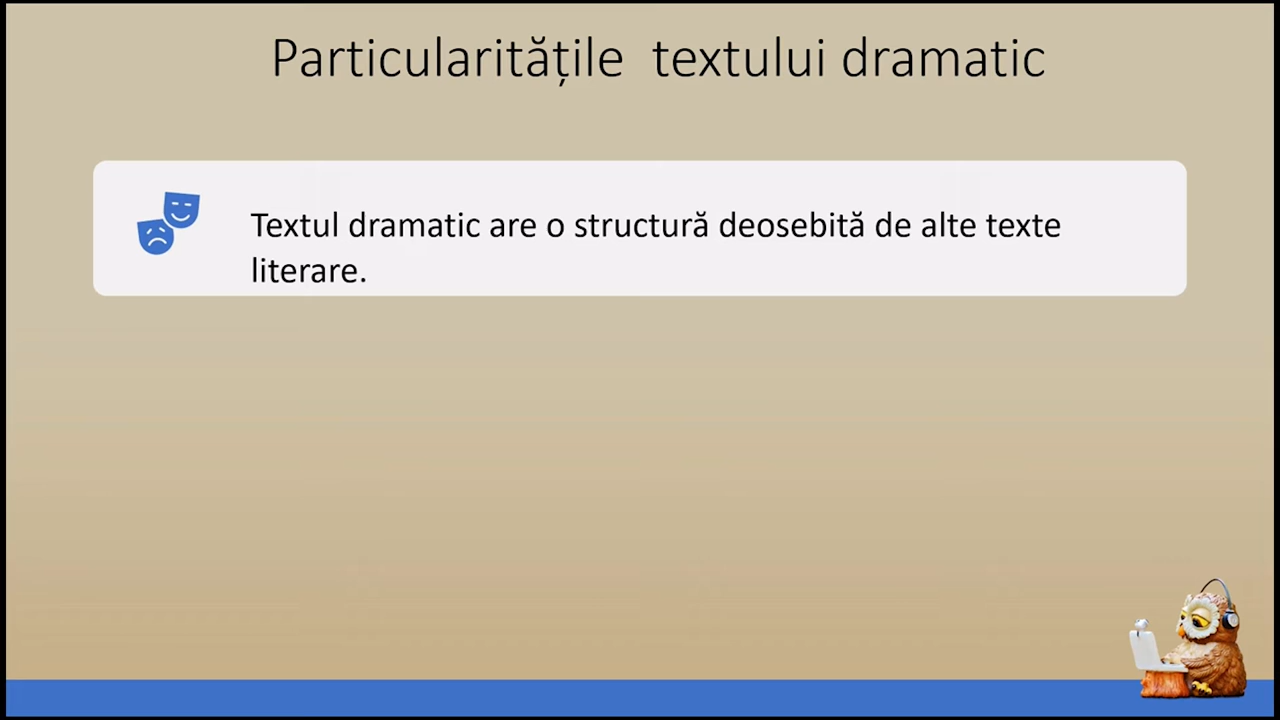 Particularitățile textului dramatic
Textul dramatic are o structură deosebită de alte texte
literare.